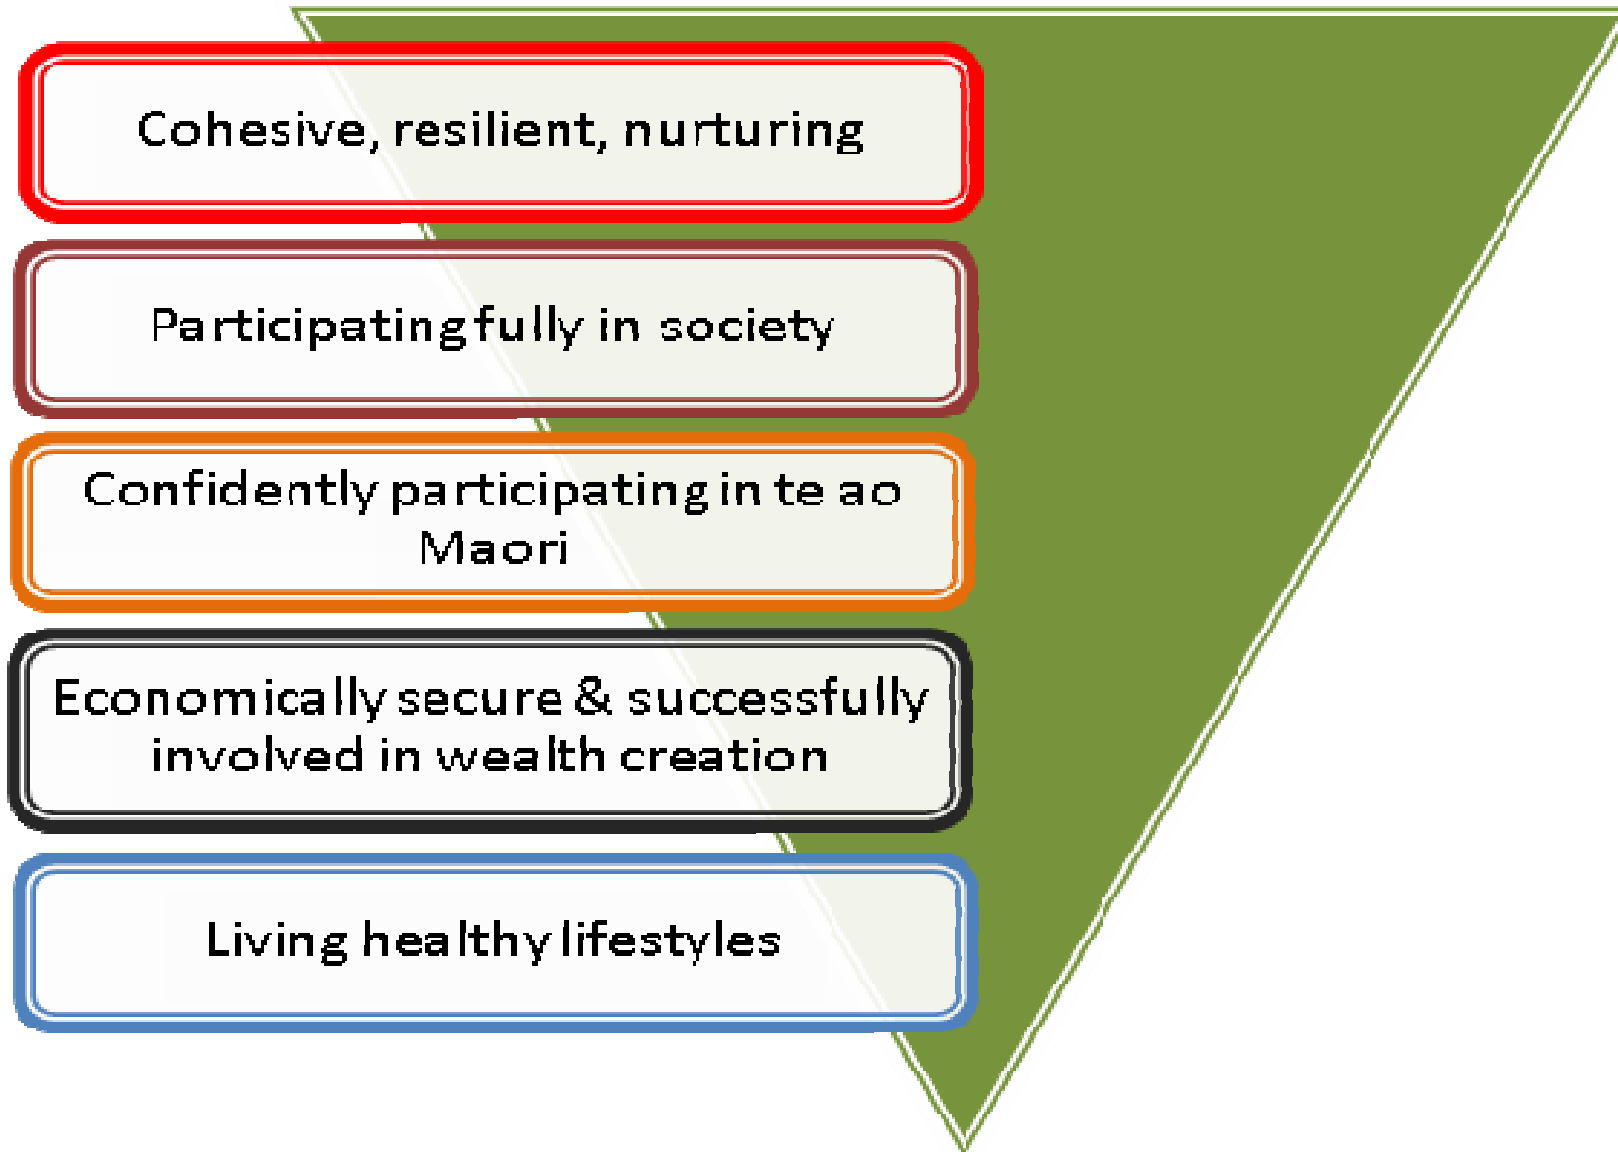 Cohesive, resilient, nurturing
Participating fully in society
Confidently participating in te ao
Maori
Economically secure & successfully
involved in wealth creation
Living healthy lifestyles